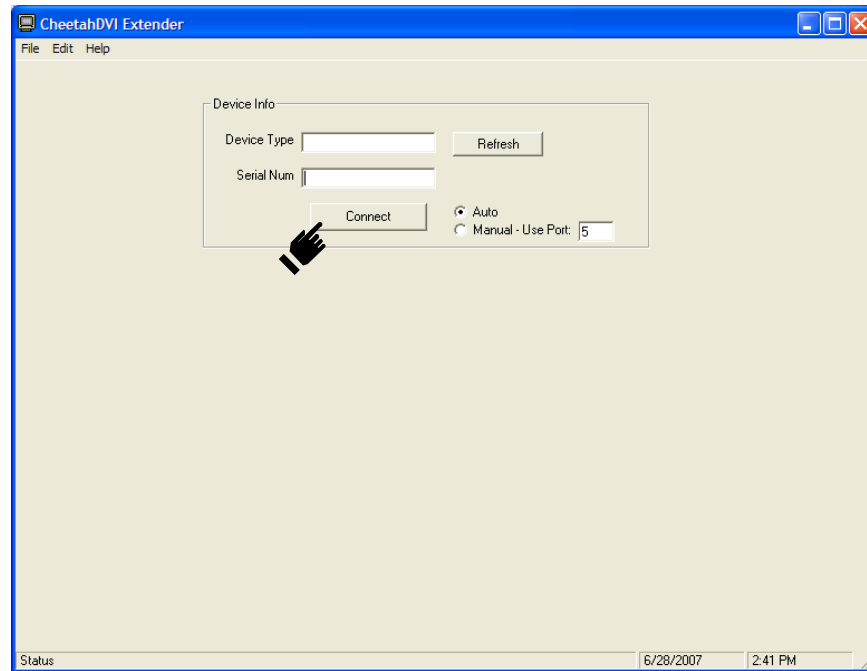 CheetahDVI Extender
File Edit Help
Device Info
Device Type Refresh
Serial Num
Connect Auto
Manual - Use Port: 5
Status 6/28/2007 2:41 PM